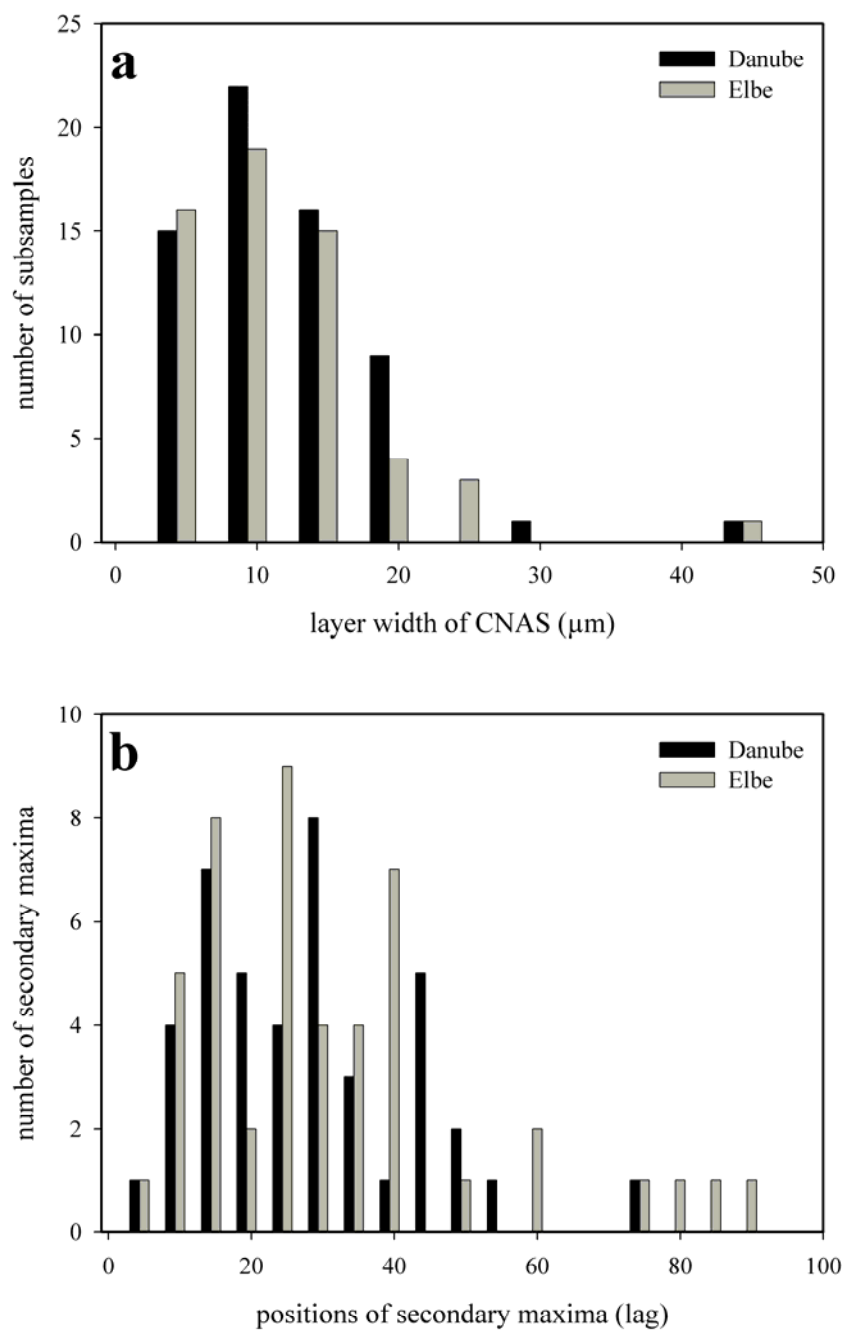 a
Danube
Elbe
25
20
15
10
5
0
number of subsamples
0 10 20 30 40 50
layer width of CNAS (µm)
b
Danube
Elbe
10
8
6
4
2
0
number of secondary maxima
0 20 40 60 80 100
positions of secondary maxima (lag)